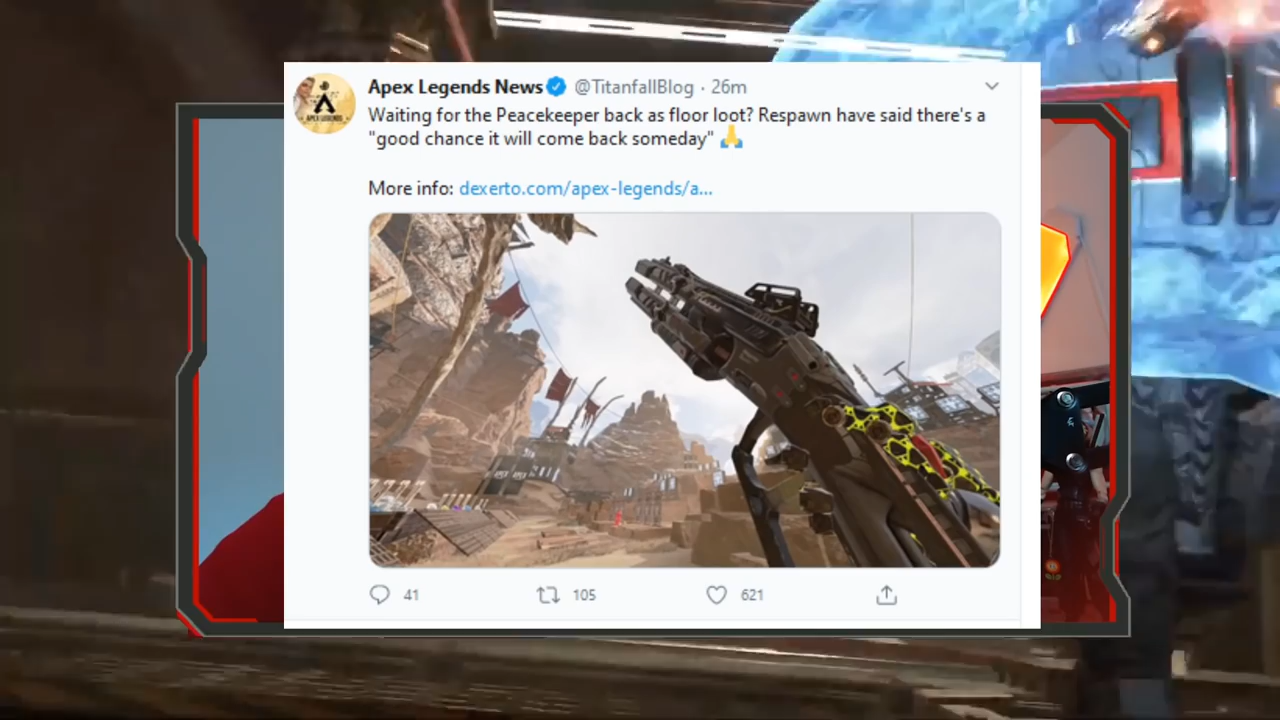 Apex Legends News @TitanfallBlog · 26m
Waiting for the Peacekeeper back as floor loot? Respawn have said there's a
"good chance it will come back someday" 🙏
More info: dexerto.com/apex-legends/a...
41 105 621